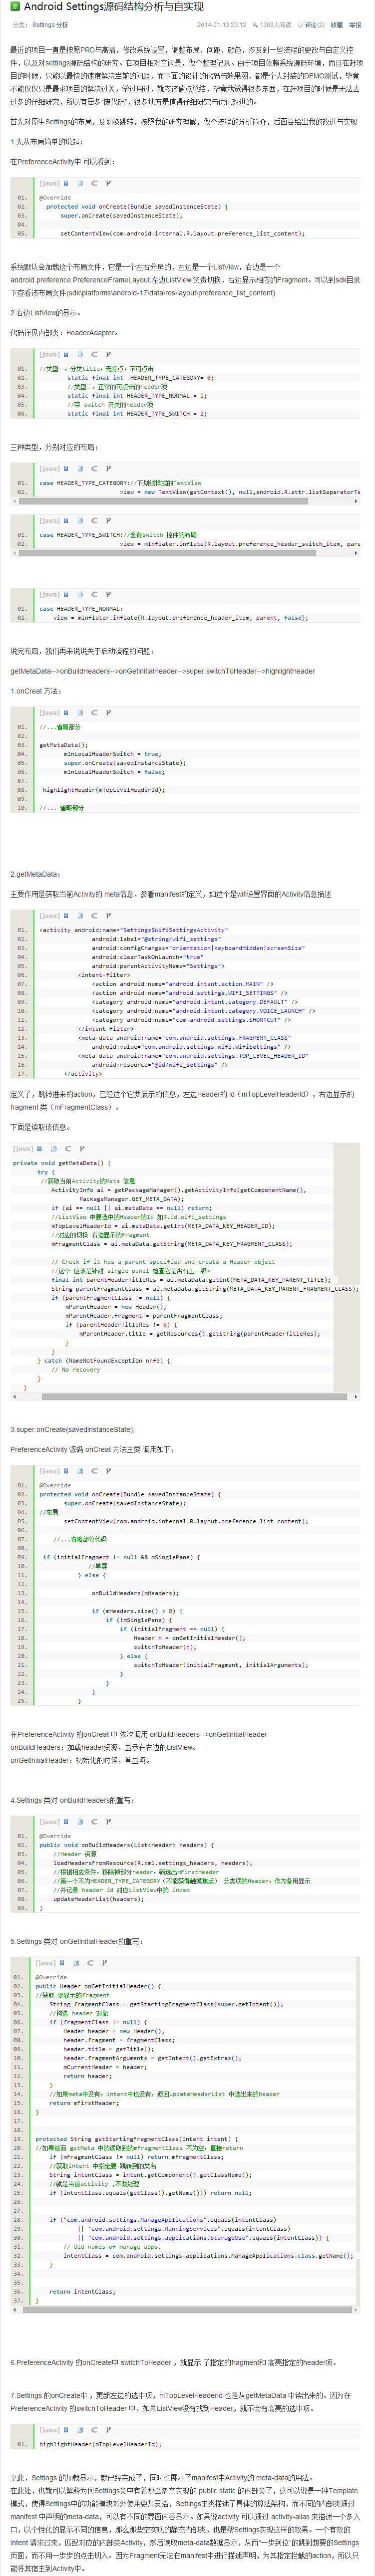 Android Settings源码结构分析与自实现
分类： Settings 分析
2014-01-13 23:12 1389人阅读 评论(2) 收藏 举报
最近的项目一直是按照PRD与高清，修改系统设置，调整布局、间距、颜色，涉及到一些流程的更改与自定义控
件，以及对settings源码结构的研究。在项目相对空闲是，做个整理记录。由于项目依赖系统源码环境，而且在赶项
目的时候，只能以最快的速度解决当前的问题，而下面的设计的代码与效果图，都是个人封装的DEMO测试，毕竟
不能仅仅只是最求项目的解决过关，学过用过，就应该做点总结，毕竟我觉得很多东西，在赶项目的时候是无法去
过多的仔细研究，所以有居多"废代码"，很多地方是值得仔细研究与优化改进的。
首先对原生Settings的布局，及切换跳转，按照我的研究理解，做个流程的分析简介，后面会给出我的改进与实现
1.先从布局简单的说起：
在PreferenceActivity中 可以看到：
[java]
01. @Override
02. protected void onCreate(Bundle savedInstanceState) {
03. super.onCreate(savedInstanceState);
04.
05. setContentView(com.android.internal.R.layout.preference_list_content);
系统默认会加载这个布局文件，它是一个左右分屏的，左边是一个ListView，右边是一个
android.preference.PreferenceFrameLayout,左边ListView 负责切换，右边显示相应的Fragment。可以到sdk目录
下查看该布局文件(sdk\platforms\android-17\data\res\layout\preference_list_content)
2.右边ListView的显示。
代码详见内部类：HeaderAdapter。
[java]
01. //类型一，分类title，无焦点，不可点击
02. static final int HEADER_TYPE_CATEGORY= 0;
03. //类型二，正常的可点击的header项
04. static final int HEADER_TYPE_NORMAL = 1;
05. //带 switch 开关的header项
06. static final int HEADER_TYPE_SWITCH = 2;
三种类型，分别对应的布局：
[java]
01. case HEADER_TYPE_CATEGORY://下划线样式的TextView
02. view = new TextView(getContext(), null,android.R.attr.listSeparatorTe
[java]
01. case HEADER_TYPE_SWITCH://含有switch 控件的布局
02. view = mInflater.inflate(R.layout.preference_header_switch_item, pare
[java]
01. case HEADER_TYPE_NORMAL:
02. view = mInflater.inflate(R.layout.preference_header_item, parent, false);
说完布局，我们再来说说关于启动流程的问题：
getMetaData-->onBuildHeaders-->onGetInitialHeader-->super switchToHeader-->highlightHeader
1.onCreat 方法：
[java]
01. //...省略部分
02.
03. getMetaData();
04. mInLocalHeaderSwitch = true;
05. super.onCreate(savedInstanceState);
06. mInLocalHeaderSwitch = false;
07.
08. highlightHeader(mTopLevelHeaderId);
09.
10. //... 省略部分
2.getMetaData：
主要作用是获取当前Activity的 meta信息，参看manifest的定义，如这个是wifi设置界面的Activity信息描述
[java]
01. <activity android:name="Settings$WifiSettingsActivity"
02. android:label="@string/wifi_settings"
03. android:configChanges="orientation|keyboardHidden|screenSize"
04. android:clearTaskOnLaunch="true"
05. android:parentActivityName="Settings">
06. <intent-filter>
07. <action android:name="android.intent.action.MAIN" />
08. <action android:name="android.settings.WIFI_SETTINGS" />
09. <category android:name="android.intent.category.DEFAULT" />
10. <category android:name="android.intent.category.VOICE_LAUNCH" />
11. <category android:name="com.android.settings.SHORTCUT" />
12. </intent-filter>
13. <meta-data android:name="com.android.settings.FRAGMENT_CLASS"
14. android:value="com.android.settings.wifi.WifiSettings" />
15. <meta-data android:name="com.android.settings.TOP_LEVEL_HEADER_ID"
16. android:resource="@id/wifi_settings" />
17. </activity>
定义了，跳转进来的action，已经这个它要展示的信息，左边Header的 id（mTopLevelHeaderId），右边显示的
fragment 类（mFragmentClass）。
下面是读取该信息。
[java]
private void getMetaData() {
try {
//获取当前Activity的Meta 信息
ActivityInfo ai = getPackageManager().getActivityInfo(getComponentName(),
PackageManager.GET_META_DATA);
if (ai == null || ai.metaData == null) return;
//ListView 中要选中的Header的Id 如R.id.wifi_settings
mTopLevelHeaderId = ai.metaData.getInt(META_DATA_KEY_HEADER_ID);
//对应的切换 右边显示的Fragment
mFragmentClass = ai.metaData.getString(META_DATA_KEY_FRAGMENT_CLASS);

// Check if it has a parent specified and create a Header object
//这个 应该是针对 single panel 检查它是否有上一级。
final int parentHeaderTitleRes = ai.metaData.getInt(META_DATA_KEY_PARENT_TITLE);
String parentFragmentClass = ai.metaData.getString(META_DATA_KEY_PARENT_FRAGMENT_CLASS);
if (parentFragmentClass != null) {
mParentHeader = new Header();
mParentHeader.fragment = parentFragmentClass;
if (parentHeaderTitleRes != 0) {
mParentHeader.title = getResources().getString(parentHeaderTitleRes);
}
}
} catch (NameNotFoundException nnfe) {
// No recovery
}
}
3.super.onCreate(savedInstanceState);
PreferenceActivity 源码 onCreat 方法主要 调用如下，
[java]
01. @Override
02. protected void onCreate(Bundle savedInstanceState) {
03. super.onCreate(savedInstanceState);
04. //布局
05. setContentView(com.android.internal.R.layout.preference_list_content);
06.
07. //...省略部分代码
08.
09. if (initialFragment != null && mSinglePane) {
10. //单屏
11. } else {
12.
13. onBuildHeaders(mHeaders);
14.
15. if (mHeaders.size() > 0) {
16. if (!mSinglePane) {
17. if (initialFragment == null) {
18. Header h = onGetInitialHeader();
19. switchToHeader(h);
20. } else {
21. switchToHeader(initialFragment, initialArguments);
22. }
23. }
24. }
25. }
在PreferenceActivity 的onCreat 中 依次调用 onBuildHeaders-->onGetInitialHeader
onBuildHeaders：加载header资源，显示在右边的ListView。
onGetInitialHeader：初始化的时候，首显项。
4.Settings 类对 onBuildHeaders的重写：
[java]
01. @Override
02. public void onBuildHeaders(List<Header> headers) {
03. //Header 资源
04. loadHeadersFromResource(R.xml.settings_headers, headers);
05. //根据相应条件，移除掉部分header，筛选出mFirstHeader
06. //第一个不为HEADER_TYPE_CATEGORY（不能获得触摸焦点） 分类项的Header，作为备用显示
07. //并记录 header id 对应ListView中的 index
08. updateHeaderList(headers);
09. }
5.Settings 类对 onGetInitialHeader的重写：
[java]
01. @Override
02. public Header onGetInitialHeader() {
03. //获取 要显示的fragment
04. String fragmentClass = getStartingFragmentClass(super.getIntent());
05. //构造 header 对象
06. if (fragmentClass != null) {
07. Header header = new Header();
08. header.fragment = fragmentClass;
09. header.title = getTitle();
10. header.fragmentArguments = getIntent().getExtras();
11. mCurrentHeader = header;
12. return header;
13. }
14. //如果meta中没有，intent中也没有，返回updateHeaderList 中选出来的header
15. return mFirstHeader;
16. }
17.
18.
19. protected String getStartingFragmentClass(Intent intent) {
20. //如果前面 getMeta 中的读取到的mFragmentClass 不为空，直接return
21. if (mFragmentClass != null) return mFragmentClass;
22. //获取intent 中指定要 跳转到的类名
23. String intentClass = intent.getComponent().getClassName();
24. //就是当前activity ,不做处理
25. if (intentClass.equals(getClass().getName())) return null;
26.
27.
28. if ("com.android.settings.ManageApplications".equals(intentClass)
29. || "com.android.settings.RunningServices".equals(intentClass)
30. || "com.android.settings.applications.StorageUse".equals(intentClass)) {
31. // Old names of manage apps.
32. intentClass = com.android.settings.applications.ManageApplications.class.getName();
33. }
34.
35.
36. return intentClass;
37. }
6.PreferenceActivity 的onCreate中 switchToHeader ，就显示 了指定的fragment和 高亮指定的header项。
7.Settings 的onCreate中 ，更新左边的选中项，mTopLevelHeaderId 也是从getMetaData 中读出来的。因为在
PreferenceActivity 的switchToHeader 中，如果ListView没有找到Header，就不会有高亮的选中项。
[java]
01. highlightHeader(mTopLevelHeaderId);
至此，Settings 的加载显示，就已经完成了，同时也展示了manifest中Activity的 meta-data的用法。
在此处，也就可以解释为何Settings类中有着那么多空实现的 public static 的内部类了，这可以说是一种Template
模式，使得Settings中的功能模块对外使用更加灵活，Settings主类描述了具体的算法架构，而不同的内部类通过
manifest 中声明的meta-data，可以有不同的界面内容显示。如果说activity 可以通过 activity-alias 来描述一个多入
口，以个性化的显示不同的信息，那么那些空实现的静态内部类，也是帮Settings实现这样的效果。一个有效的
intent 请求过来，匹配对应的内部类Activity，然后读取meta-data数据显示，从而"一步到位"的跳到想要的Settings
页面，而不用一步步的点击切入。因为Fragment无法在manifest中进行描述声明，为其指定拦截的action，所以只
能将其宿主到Activity中。